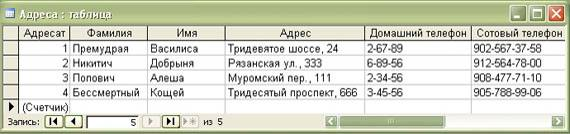 Адреса : таблица
Адресат Фамилия Имя Адрес Домашний телефон Сотовый телефон
1 Премудрая Василиса Тридевятое шоссе, 24 2-67-89 902-567-37-58
2 Никитич Добрыня Рязанская ул., 333 6-89-56 912-564-78-00
3 Попович Алеша Муромский пер., 111 2-34-56 908-477-71-10
4 Бессмертный Кощей Тридесятый проспект, 666 3-45-56 905-788-99-06
(Счетчик)
Запись: 5 из 5